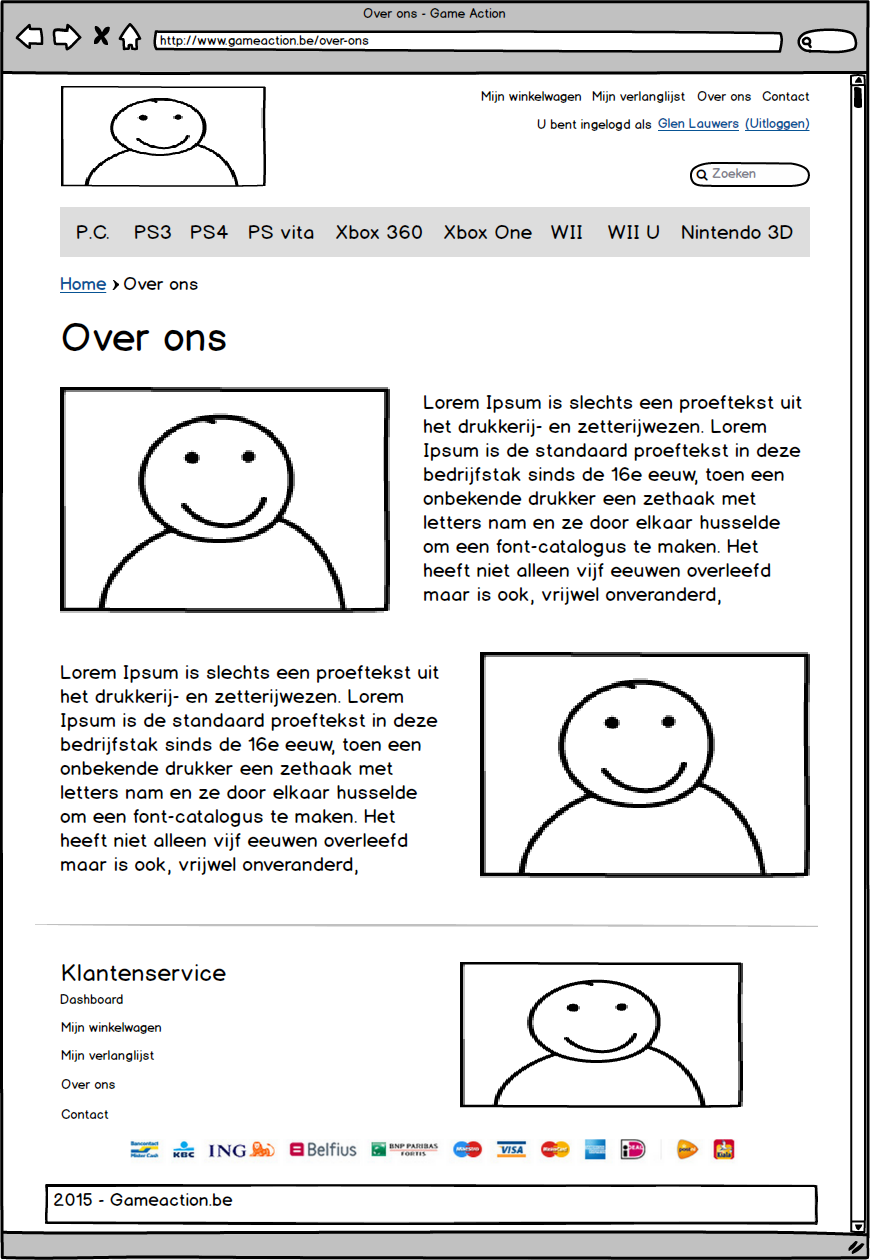 Over ons - Game Action
http://www.gameaction.be/over-ons
Mijn winkelwagen Mijn verlanglijst Over ons Contact
U bent ingelogd als Glen Lauwers (Uitloggen)
Zoeken
P.C. PS3 PS4 PS vita Xbox 360 Xbox One WII WII U Nintendo 3D
Home › Over ons
Over ons
Lorem Ipsum is slechts een proeftekst uit
het drukkerij- en zetterijwezen. Lorem
Ipsum is de standaard proeftekst in deze
bedrijfstak sinds de 16e eeuw, toen een
onbekende drukker een zethaak met
letters nam en ze door elkaar husselde
om een font-catalogus te maken. Het
heeft niet alleen vijf eeuwen overleefd
maar is ook, vrijwel onveranderd,
Lorem Ipsum is slechts een proeftekst uit
het drukkerij- en zetterijwezen. Lorem
Ipsum is de standaard proeftekst in deze
bedrijfstak sinds de 16e eeuw, toen een
onbekende drukker een zethaak met
letters nam en ze door elkaar husselde
om een font-catalogus te maken. Het
heeft niet alleen vijf eeuwen overleefd
maar is ook, vrijwel onveranderd,
Klantenservice
Dashboard
Mijn winkelwagen
Mijn verlanglijst
Over ons
Contact
Bancontact
Mister Cash
KBC
ING
Belfius
BNP PARIBAS
FORTIS
Maestro
VISA
MasterCard
iDEAL
Kiala
2015 - Gameaction.be